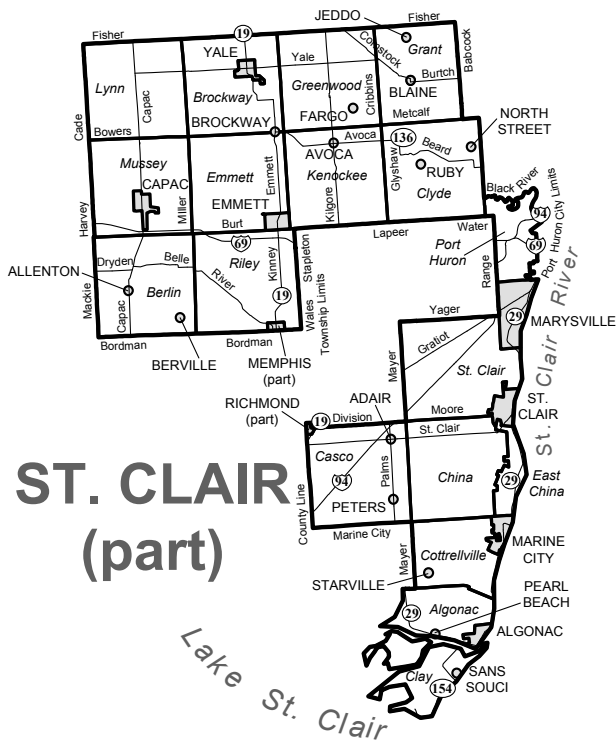 JEDDO
19
Fisher
Fisher
YALE
Yale
Comstock
Grant
Babcock
Lynn
Capac
Greenwood
Cribbins
Burtch
Brockway
BLAINE
Cade
FARGO
Metcalf
NORTH
STREET
Bowers
BROCKWAY
Avoca
136
Beard
Mussey
Emmett
Emmett
AVOCA
Kenockee
Glyshaw
RUBY
Clyde
Black River
CAPAC
Miller
EMMETT
Kilgore
Port Huron City Limits
94
Harvey
Burt
69
Lapeer
Water
Port
Huron
69
Stapleton
Dryden
Belle
River
Riley
Kinney
Range
ALLENTON
Mackie
Capac
Berlin
19
Wales
Township Limits
Yager
29
MARYSVILLE
Bordman
BERVILLE
Bordman
MEMPHIS
(part)
Mayer
Gratiot
St. Clair
St. Clair River
RICHMOND
(part)
19
Division
ADAIR
Moore
ST.
CLAIR
St. Clair
Casco
94
Palms
China
29
East
China
ST. CLAIR
(part)
County Line
PETERS
Marine City
Mayer
MARINE
CITY
Cottrellville
STARVILLE
PEARL
BEACH
29
Algonac
ALGONAC
Clay
SANS
SOUCI
154
Lake St. Clair